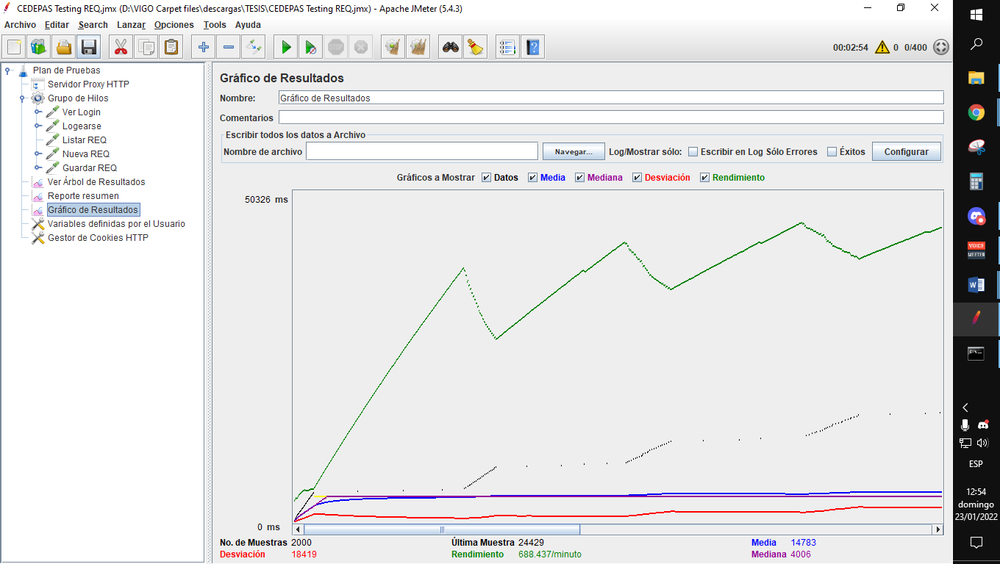 CEDEPAS Testing REQ.jmx (D:\VIGO Carpet files\descargas\TESIS\CEDEPAS Testing REQ.jmx) - Apache JMeter (5.4.3)
Archivo Editar Search Lanzar Opciones Tools Ayuda
STOP
00:02:54 0 0/400
Plan de Pruebas
Servidor Proxy HTTP
Grupo de Hilos
Ver Login
Logearse
Listar REQ
Nueva REQ
Guardar REQ
Ver Árbol de Resultados
Reporte resumen
Gráfico de Resultados
Variables definidas por el Usuario
Gestor de Cookies HTTP
Gráfico de Resultados
Nombre: Gráfico de Resultados
Comentarios
Escribir todos los datos a Archivo
Nombre de archivo Navegar... Log/Mostrar sólo: Escribir en Log Sólo Errores Éxitos Configurar
Gráficos a Mostrar Datos Media Mediana Desviación Rendimiento
50326 ms
0 ms
No. de Muestras 2000 Última Muestra 24429 Media 14783
Desviación 18419 Rendimiento 688.437/minuto Mediana 4006
VOICE
MEETER
ESP
12:54
domingo
23/01/2022